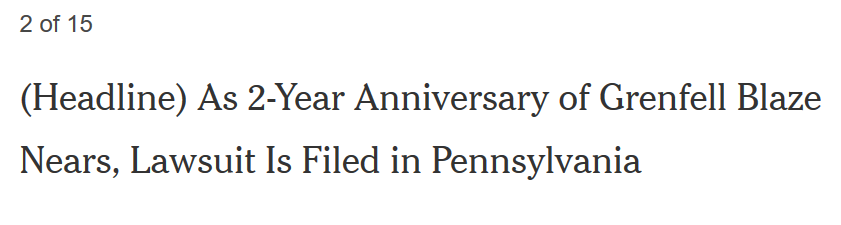 2 of 15
(Headline) As 2-Year Anniversary of Grenfell Blaze
Nears, Lawsuit Is Filed in Pennsylvania